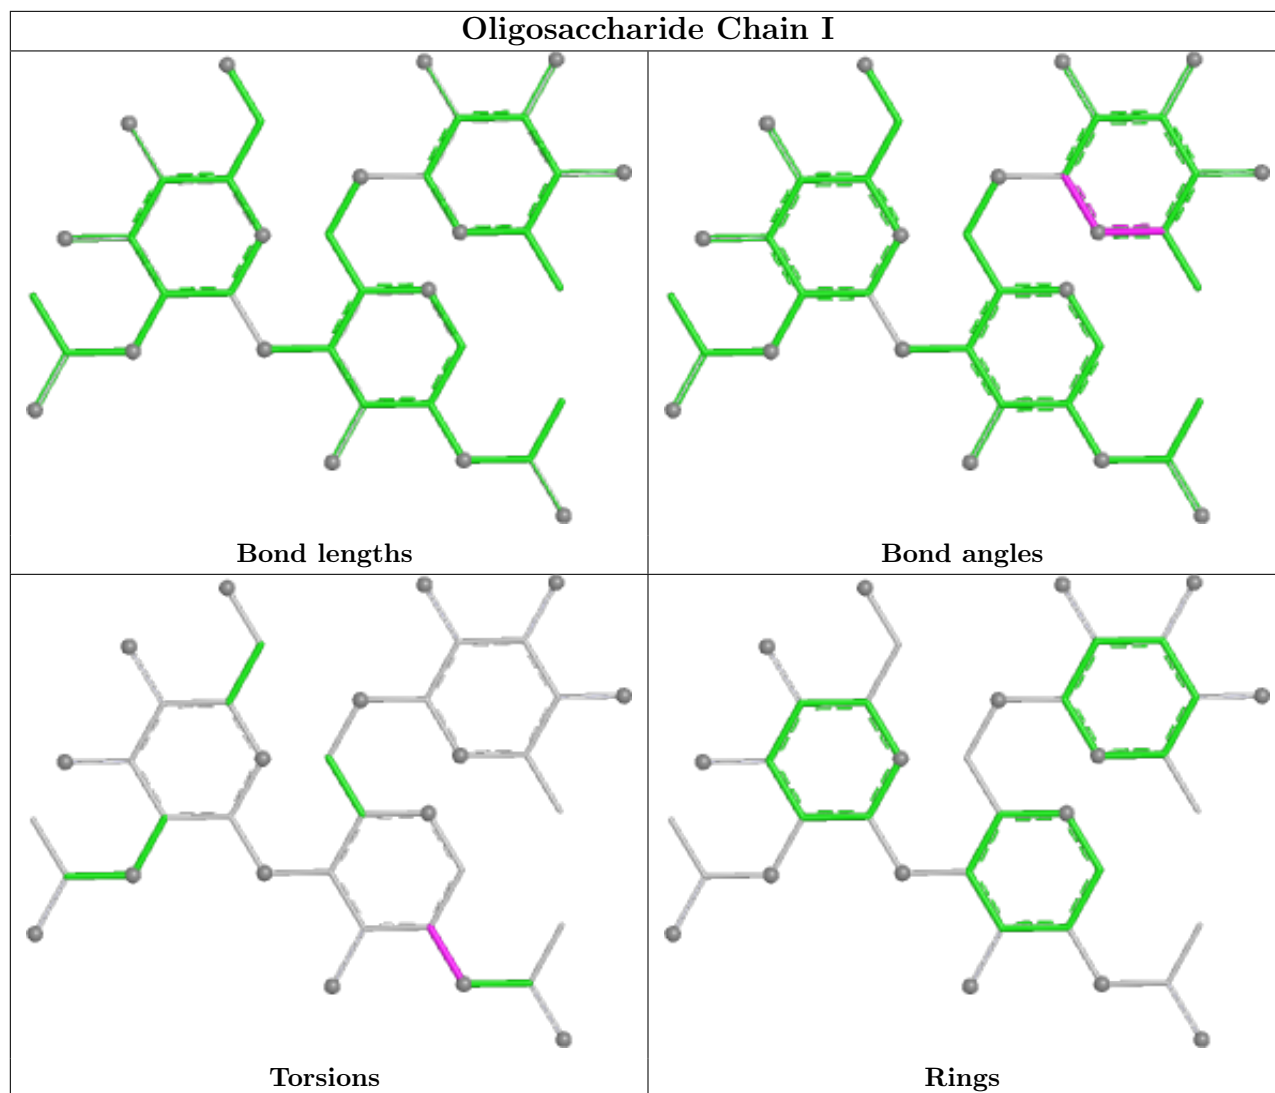 Oligosaccharide Chain I
Bond lengths
Bond angles
Torsions
Rings